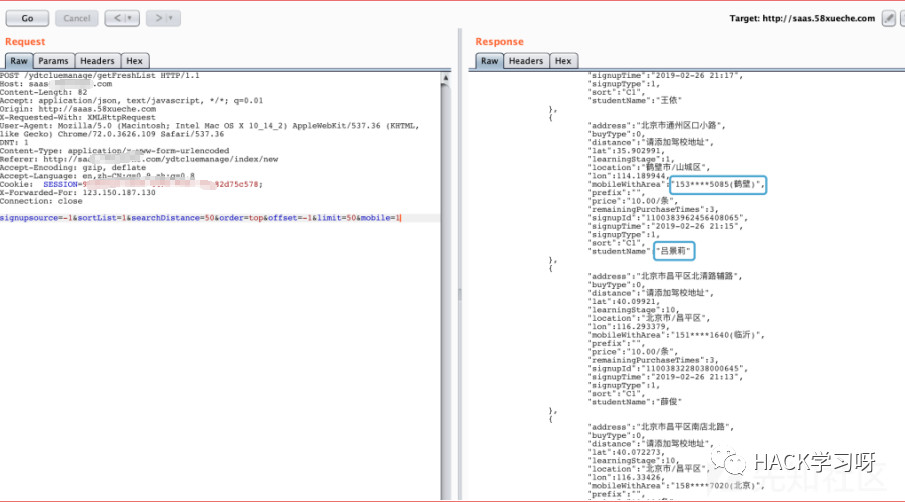 Go
Cancel
<
>
Target: http://saas.58xueche.com
Request
Raw Params Headers Hex
POST /ydtcluemanage/getFreshList HTTP/1.1
Host: saas .com
Content-Length: 82
Accept: application/json, text/javascript, */*; q=0.01
Origin: http://saas.58xueche.com
X-Requested-With: XMLHttpRequest
User-Agent: Mozilla/5.0 (Macintosh; Intel Mac OS X 10_14_2) AppleWebKit/537.36 (KHTML,
like Gecko) Chrome/72.0.3626.109 Safari/537.36
DNT: 1
Content-Type: application/x-www-form-urlencoded
Referer: http://saa .com/ydtcluemanage/index/new
Accept-Encoding: gzip, deflate
Accept-Language: en,zh-CN;q=0.9,zh;q=0.8
Cookie: SESSION= 82d75c578;
X-Forwarded-For: 123.150.187.130
Connection: close
signupsource=-1&sortList=1&searchDistance=50&order=top&offset=-1&limit=50&mobile=1
Response
Raw Headers Hex
"signupTime":"2019-02-26 21:17",
"signupType":1,
"sort":"C1",
"studentName":"王依"
},
{
"address":"北京市通州区口小路",
"buyType":0,
"distance":"请添加驾校地址",
"lat":35.902991,
"learningStage":1,
"location":"鹤壁市/山城区",
"lon":114.189944,
"mobileWithArea":"153****5085(鹤壁)",
"prefix":"",
"price":"10.00/条",
"remainingPurchaseTimes":3,
"signupId":"1100383962456408065",
"signupTime":"2019-02-26 21:15",
"signupType":1,
"sort":"C1",
"studentName":"吕景莉"
},
{
"address":"北京市昌平区北清路辅路",
"buyType":0,
"distance":"请添加驾校地址",
"lat":40.09921,
"learningStage":10,
"location":"北京市/昌平区",
"lon":116.293379,
"mobileWithArea":"151****1640(临沂)",
"prefix":"",
"price":"10.00/条",
"remainingPurchaseTimes":3,
"signupId":"1100383228038000645",
"signupTime":"2019-02-26 21:13",
"signupType":1,
"sort":"C1",
"studentName":"薛俊"
},
{
"address":"北京市昌平区南店北路",
"buyType":0,
"distance":"请添加驾校地址",
"lat":40.072273,
"learningStage":10,
"location":"北京市/昌平区",
"lon":116.33426,
"mobileWithArea":"158****7020(北京)",
"prefix":"",
HACK学习呀